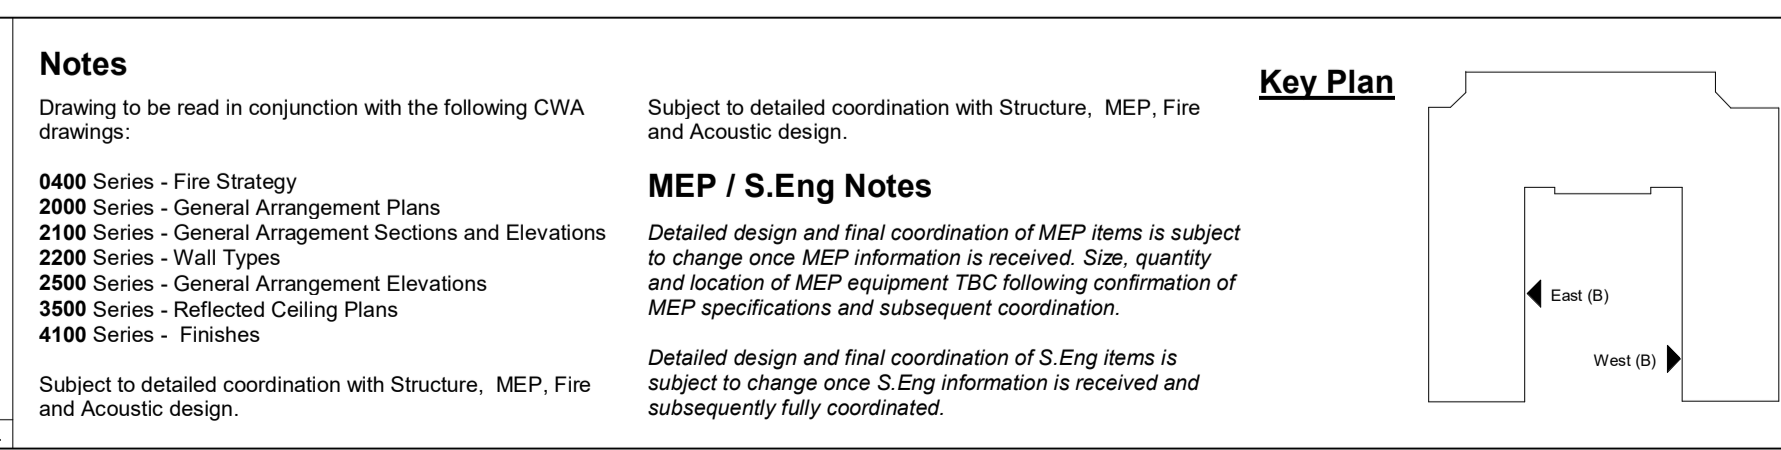 Notes
Drawing to be read in conjunction with the following CWA
drawings:
0400 Series - Fire Strategy
2000 Series - General Arrangement Plans
2100 Series - General Arragement Sections and Elevations
2200 Series - Wall Types
2500 Series - General Arrangement Elevations
3500 Series - Reflected Ceiling Plans
4100 Series -  Finishes
Subject to detailed coordination with Structure,  MEP, Fire
and Acoustic design.
Subject to detailed coordination with Structure,  MEP, Fire
and Acoustic design.
MEP / S.Eng Notes
Detailed design and final coordination of MEP items is subject
to change once MEP information is received. Size, quantity
and location of MEP equipment TBC following confirmation of
MEP specifications and subsequent coordination.
Detailed design and final coordination of S.Eng items is
subject to change once S.Eng information is received and
subsequently fully coordinated.
Key Plan
East (B)
West (B)